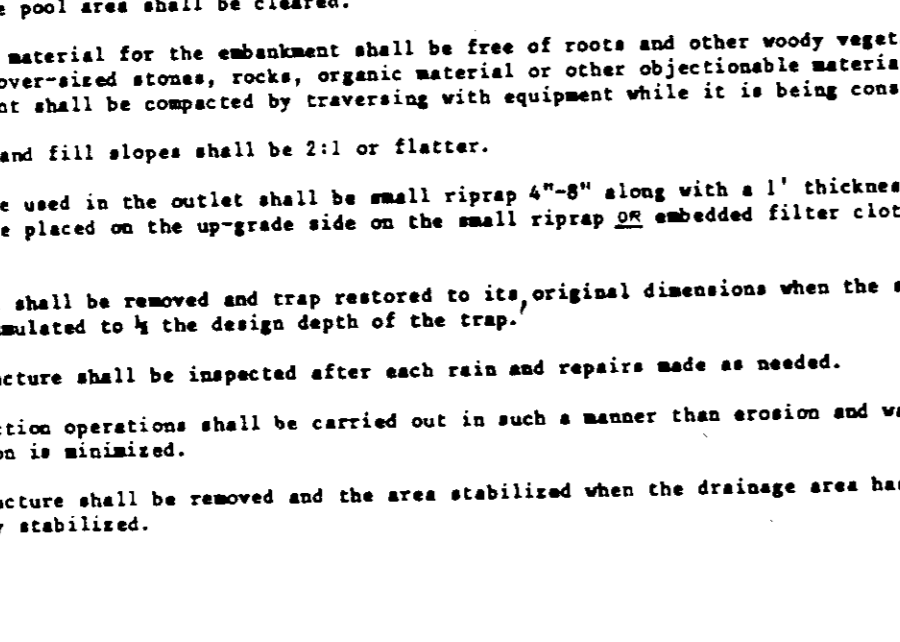 e pool area shall be cleared.
material for the embankment shall be free of roots and other woody veget
over-sized stones, rocks, organic material or other objectionable materia
nt shall be compacted by traversing with equipment while it is being cons
and fill slopes shall be 2:1 or flatter.
e used in the outlet shall be small riprap 4"-8" along with a 1' thicknes
e placed on the up-grade side on the small riprap OR embedded filter clot
shall be removed and trap restored to its, original dimensions when the s
mulated to ½ the design depth of the trap.
cture shall be inspected after each rain and repairs made as needed.
ction operations shall be carried out in such a manner than erosion and wa
on is minimized.
cture shall be removed and the area stabilized when the drainage area has
y stabilized.